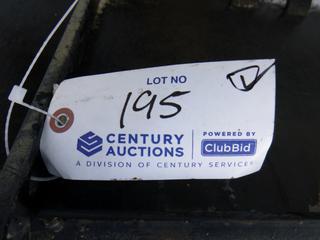 LOT NO
195
CENTURY
AUCTIONS
POWERED BY
ClubBid
A DIVISION OF CENTURY SERVICES